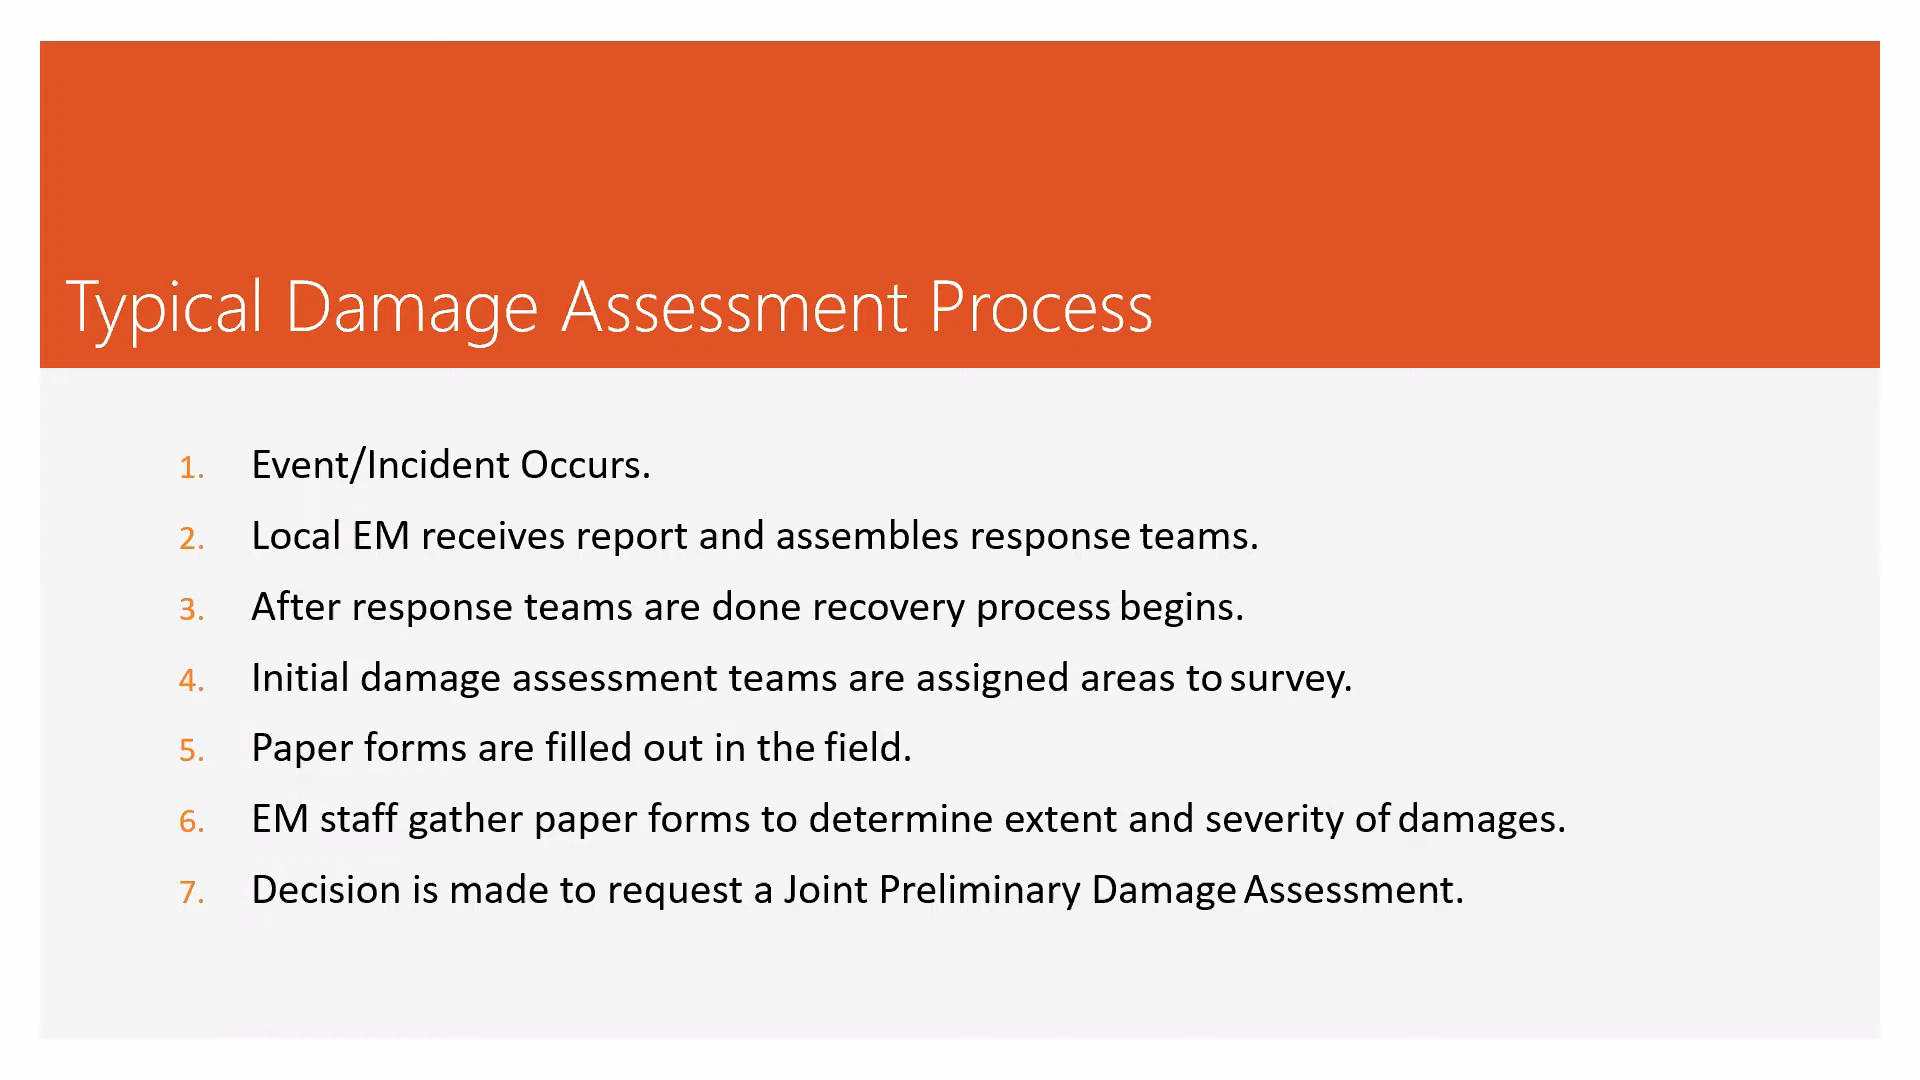 Typical Damage Assessment Process
1. Event/Incident Occurs.
2. Local EM receives report and assembles response teams.
3. After response teams are done recovery process begins.
4. Initial damage assessment teams are assigned areas to survey.
5. Paper forms are filled out in the field.
6. EM staff gather paper forms to determine extent and severity of damages.
7. Decision is made to request a Joint Preliminary Damage Assessment.